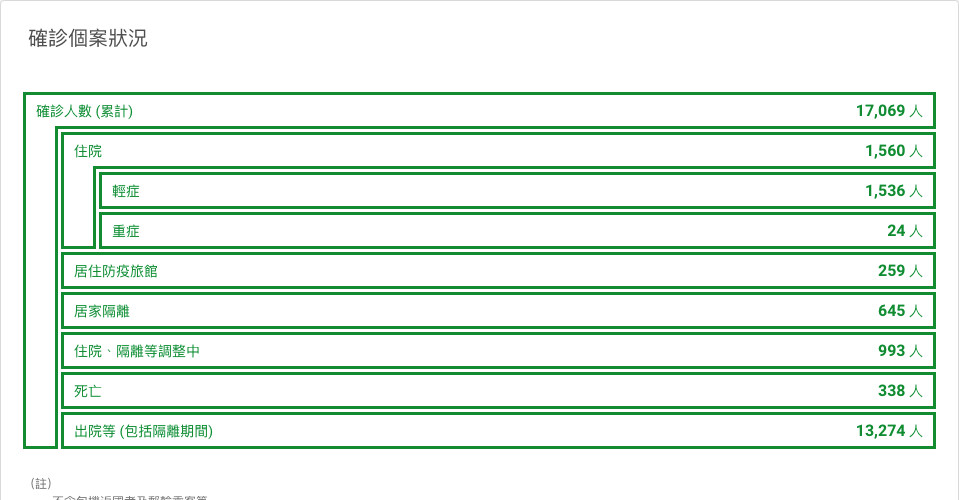 確診個案狀況
確診人數 (累計) 17,069 人
住院 1,560 人
輕症 1,536 人
重症 24 人
居住防疫旅館 259 人
居家隔離 645 人
住院、隔離等調整中 993 人
死亡 338 人
出院等 (包括隔離期間) 13,274 人
(註)